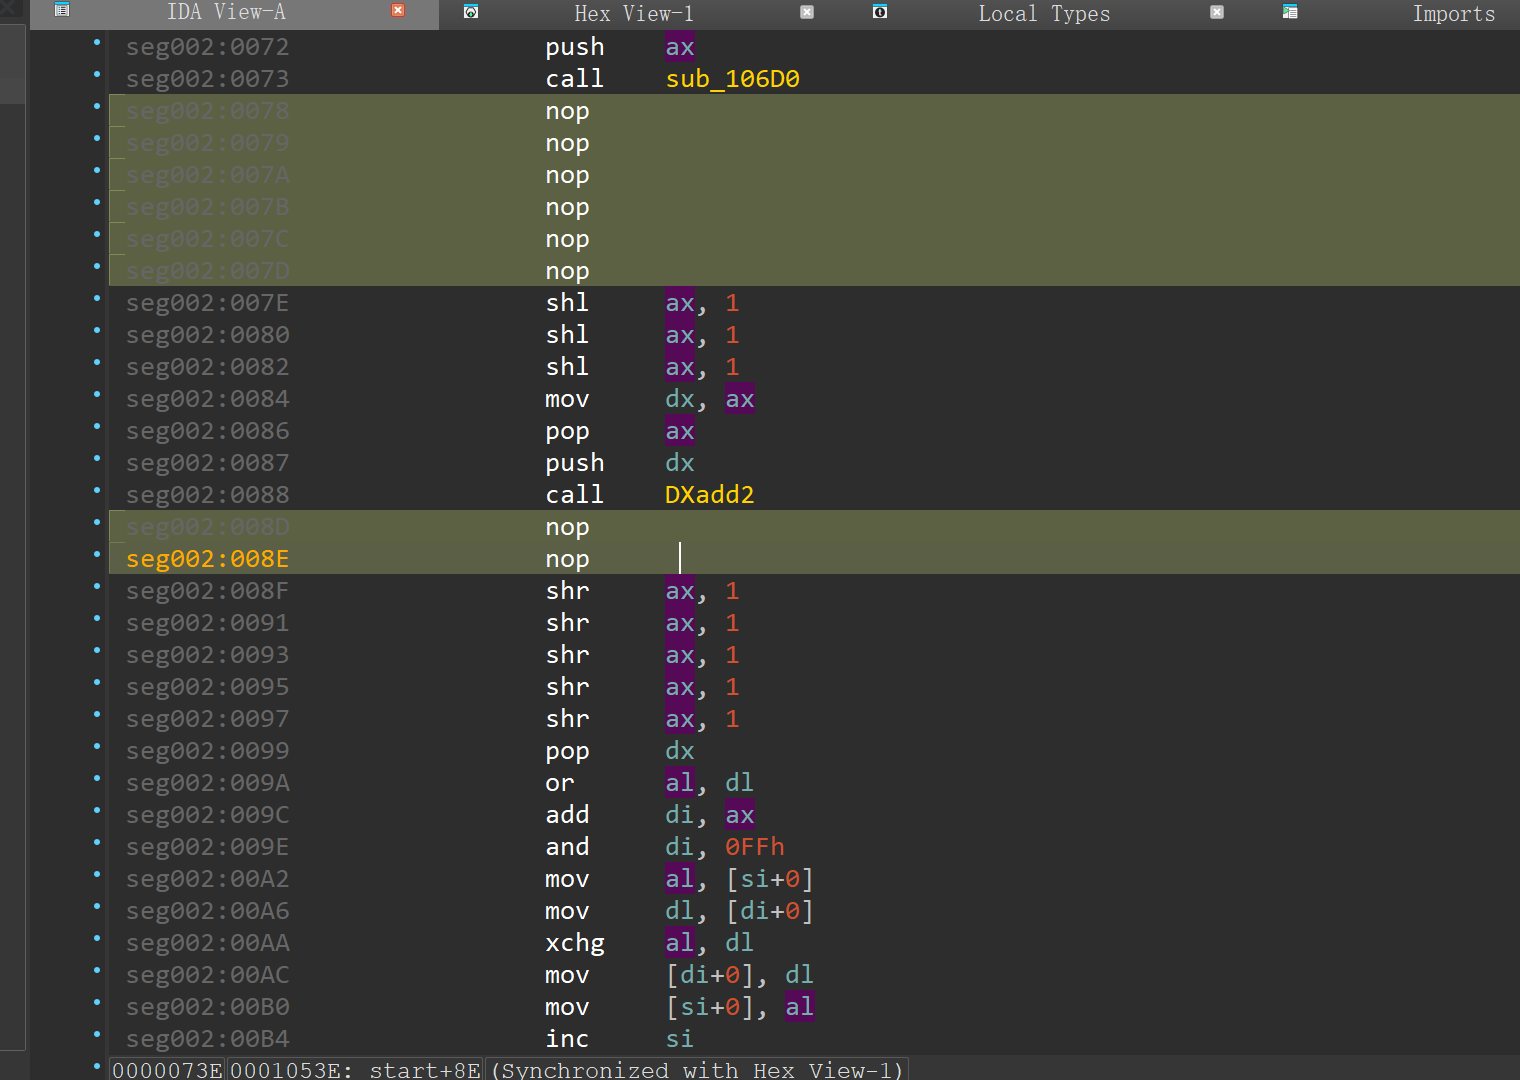 IDA View-A Hex View-1 Local Types Imports
seg002:0072 push ax
seg002:0073 call sub_106D0
seg002:0078 nop
seg002:0079 nop
seg002:007A nop
seg002:007B nop
seg002:007C nop
seg002:007D nop
seg002:007E shl ax, 1
seg002:0080 shl ax, 1
seg002:0082 shl ax, 1
seg002:0084 mov dx, ax
seg002:0086 pop ax
seg002:0087 push dx
seg002:0088 call DXadd2
seg002:008D nop
seg002:008E nop
seg002:008F shr ax, 1
seg002:0091 shr ax, 1
seg002:0093 shr ax, 1
seg002:0095 shr ax, 1
seg002:0097 shr ax, 1
seg002:0099 pop dx
seg002:009A or al, dl
seg002:009C add di, ax
seg002:009E and di, 0FFh
seg002:00A2 mov al, [si+0]
seg002:00A6 mov dl, [di+0]
seg002:00AA xchg al, dl
seg002:00AC mov [di+0], dl
seg002:00B0 mov [si+0], al
seg002:00B4 inc si
0000073E 0001053E: start+8E (Synchronized with Hex View-1)